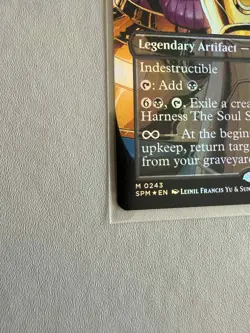 Legendary Artifact —
Indestructible
: Add .
6, , Exile a crea
Harness The Soul S
∞ — At the begin
upkeep, return targ
from your graveyar
M 0243
SPM★EN LEINIL FRANCIS YU & SUN